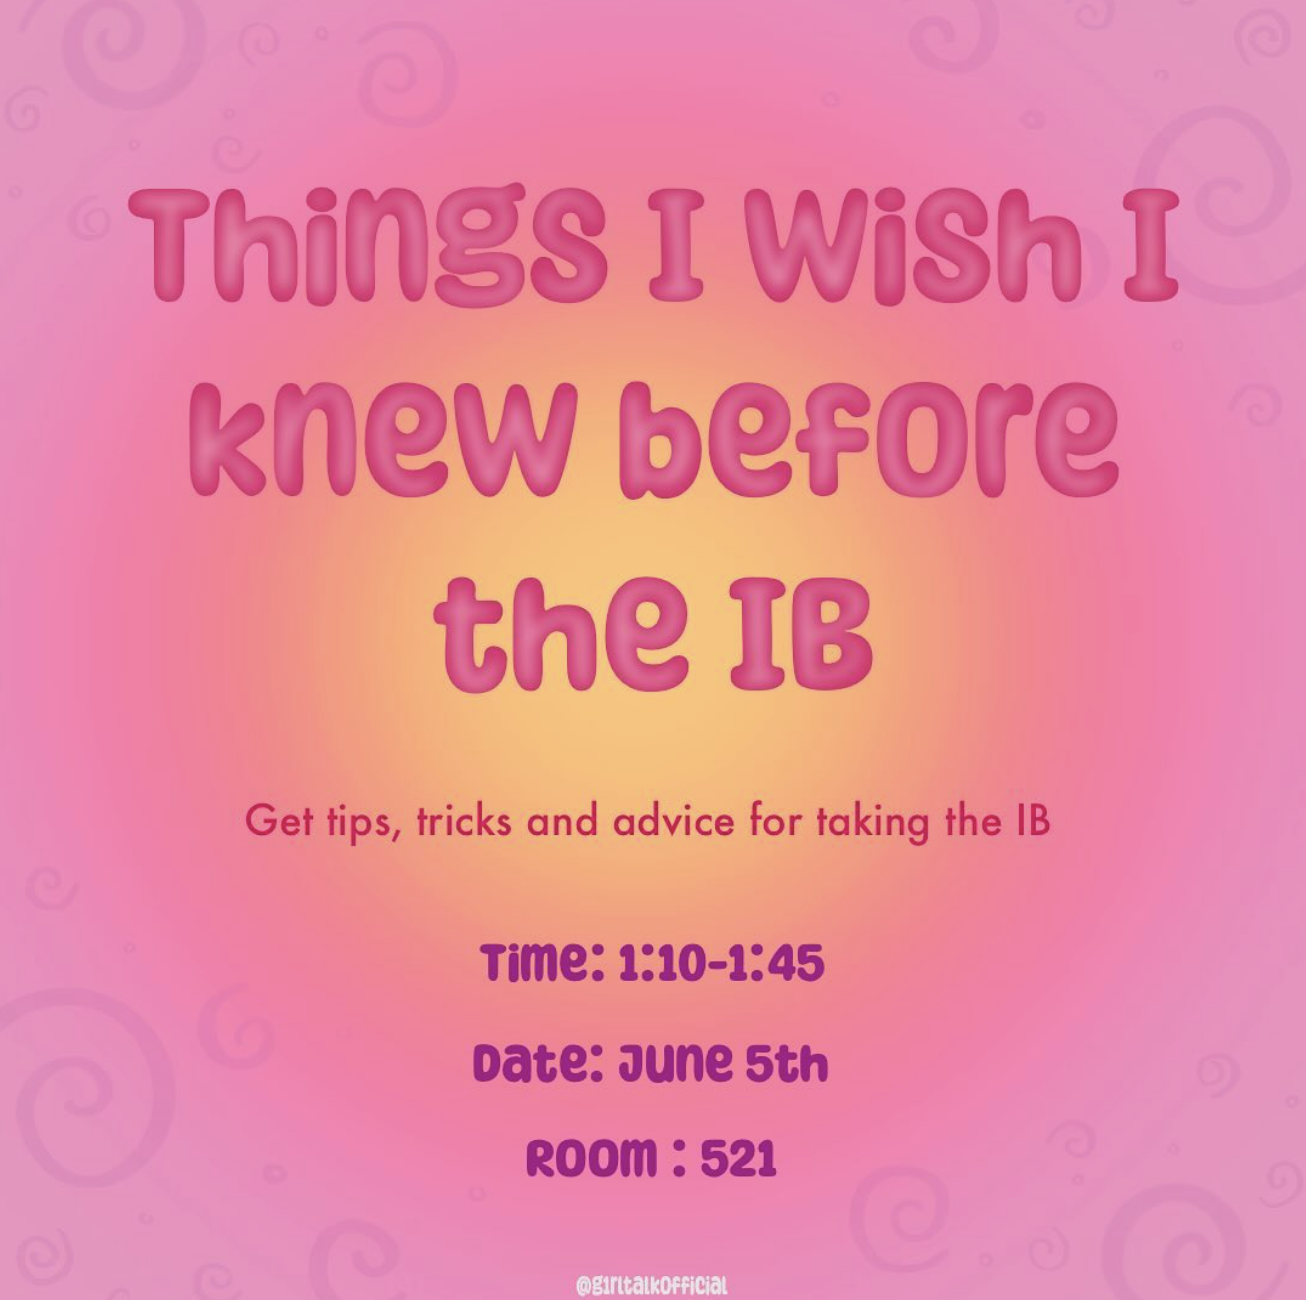 Things I Wish I
knew before
the IB
Get tips, tricks and advice for taking the IB
Time: 1:10-1:45
Date: June 5th
Room : 521
@g1rltalkofficial